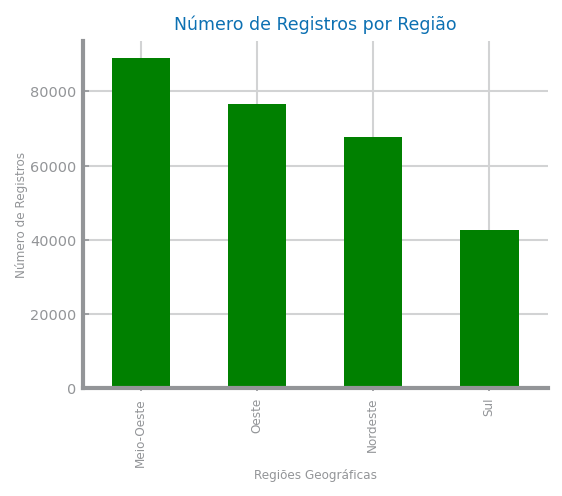 Número de Registros por Região
Número de Registros
80000
60000
40000
20000
0
Meio-Oeste
Oeste
Nordeste
Sul
Regiões Geográficas